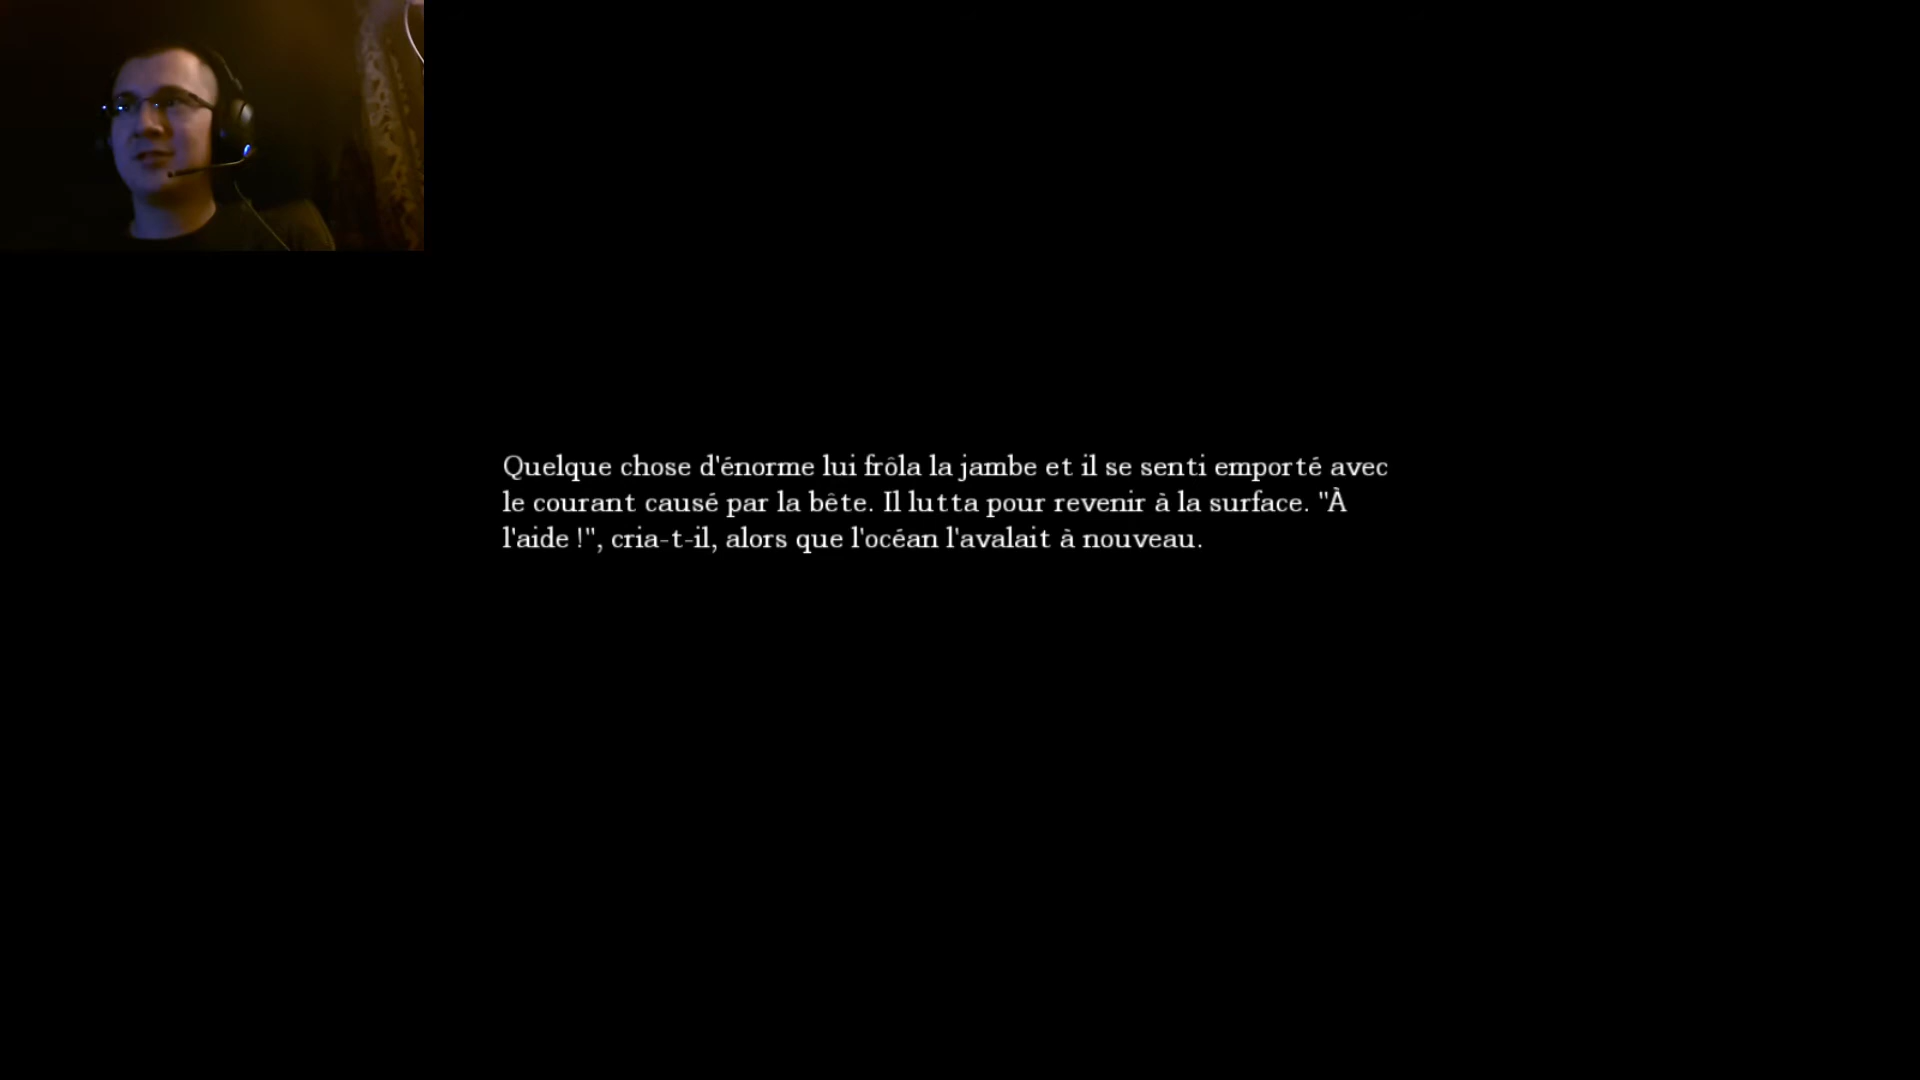 Quelque chose d'énorme lui frôla la jambe et il se senti emporté avec
le courant causé par la bête. Il lutta pour revenir à la surface. "À
l'aide !", cria-t-il, alors que l'océan l'avalait à nouveau.